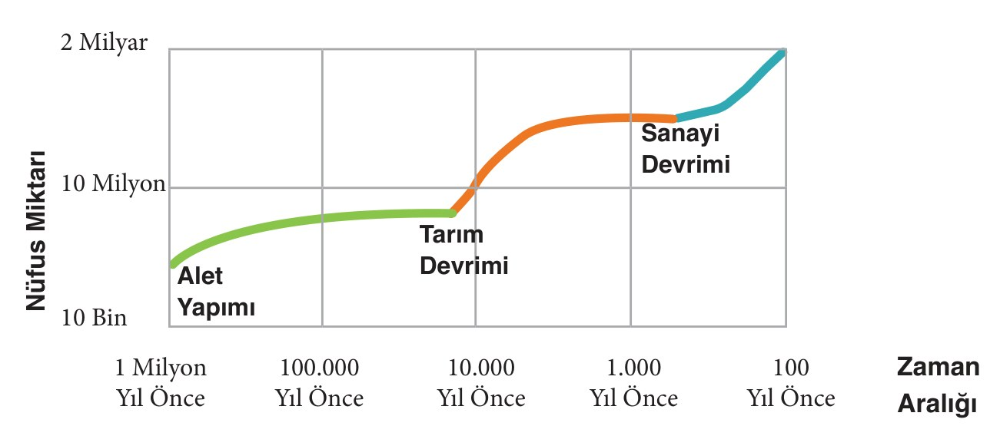 2 Milyar
10 Milyon
10 Bin
Nüfus Miktarı
Alet
Yapımı
Tarım
Devrimi
Sanayi
Devrimi
1 Milyon
Yıl Önce
100.000
Yıl Önce
10.000
Yıl Önce
1.000
Yıl Önce
100
Yıl Önce
Zaman
Aralığı